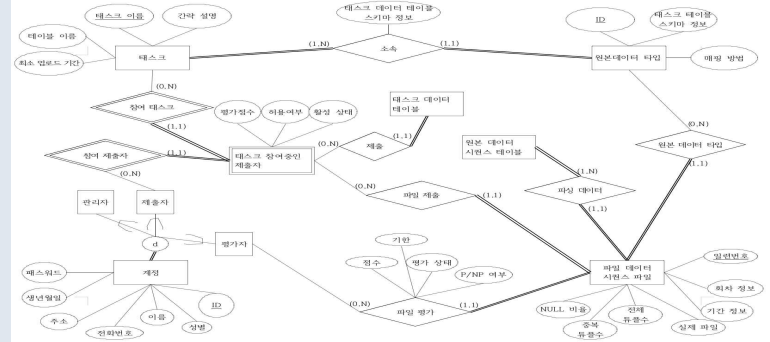 태스크 데이터 테이블
스키마 정보
태스크 이름
간략 설명
ID
태스크 테이블
스키마 정보
테이블 이름
최소 업로드 기간
태스크
(1,N)
소속
(1,1)
원본데이터 타입
매핑 방법
(0,N)
참여 태스크
(1,1)
평가점수
허용여부
활성 상태
태스크 데이터
테이블
(0,N)
(1,1)
제출
(1,1)
참여 제출자
(0,N)
태스크 참여중인
제출자
(0,N)
원본 데이터
시퀀스 테이블
원본 데이터 타입
(1,1)
(1,N)
파싱 데이터
(1,1)
(0,N)
파일 제출
(1,1)
관리자
제출자
평가자
d
기한
점수
평가 상태
P/NP 여부
패스워드
생년월일
주소
전화번호
이름
성별
ID
계정
(0,N)
파일 평가
(1,1)
파일 데이터
시퀀스 파일
일련번호
회차 정보
기간 정보
실제 파일
NULL 비율
중복
튜플수
전체
튜플수